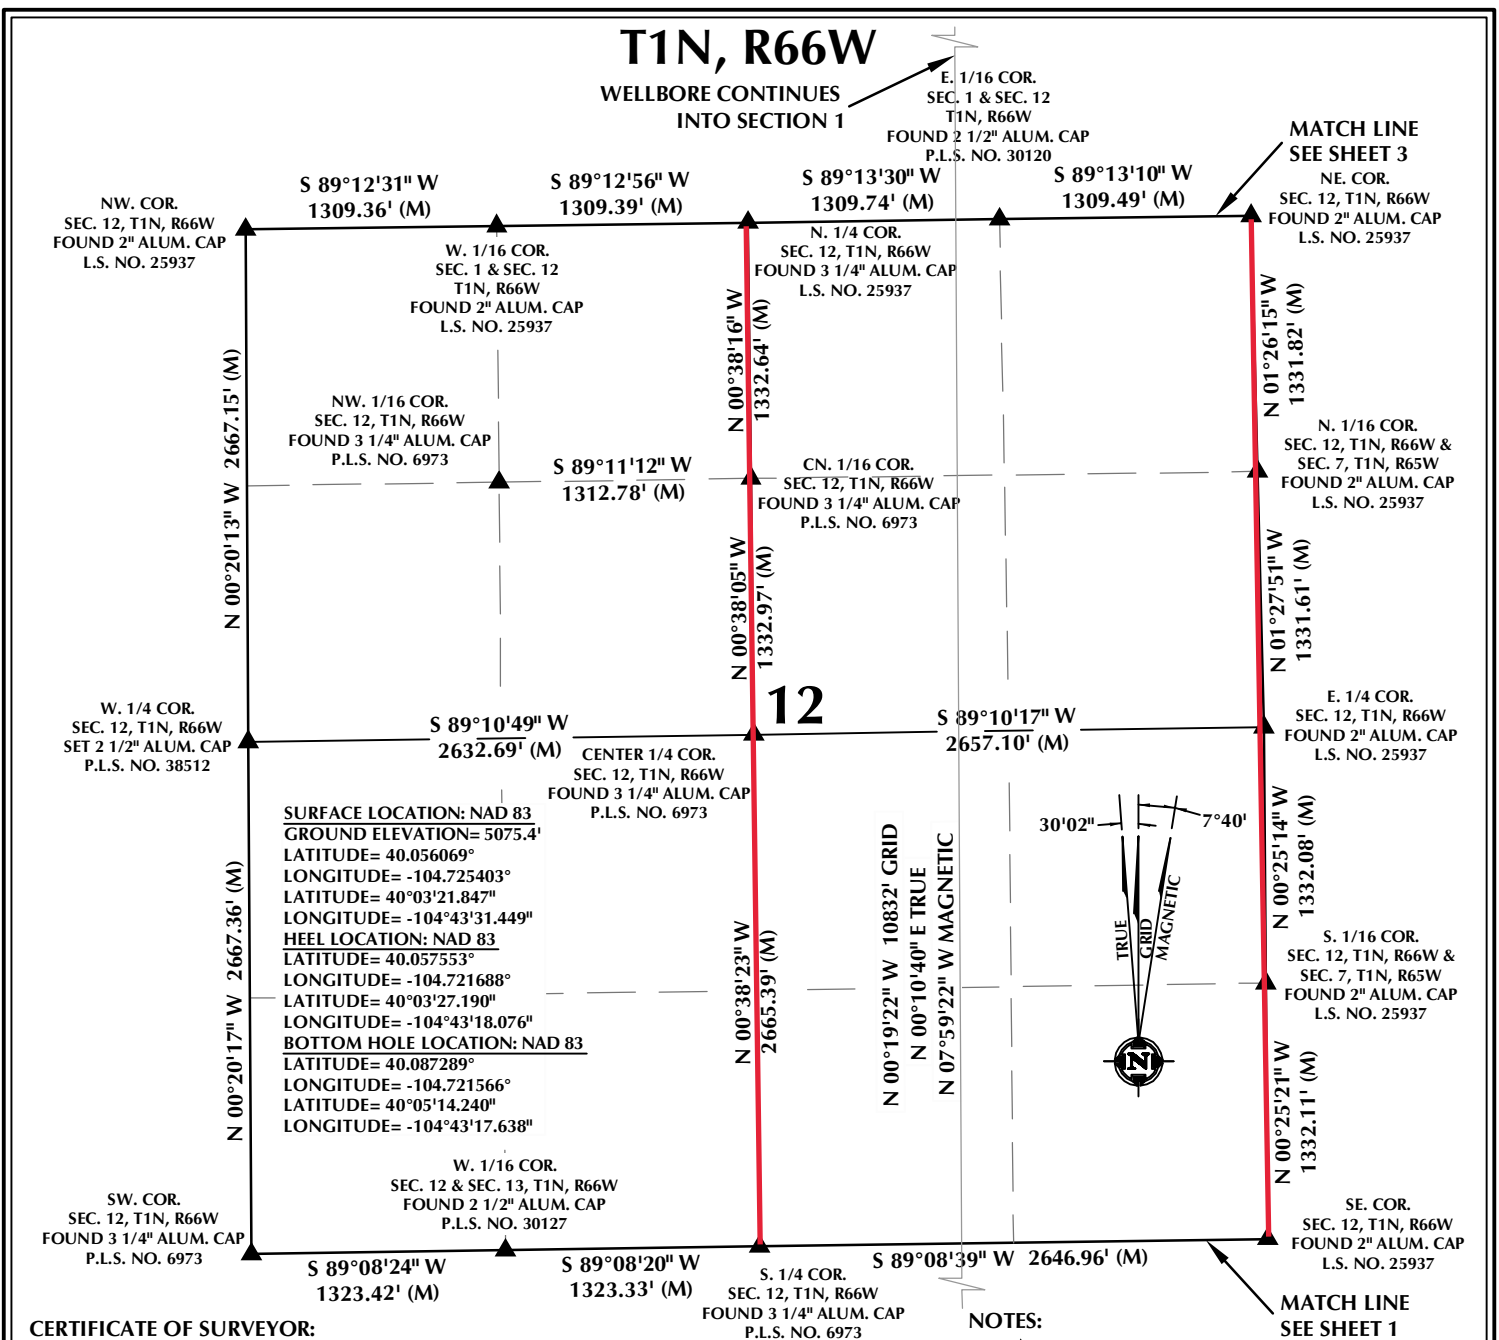 T1N, R66W
WELLBORE CONTINUES
INTO SECTION 1
E. 1/16 COR.
SEC. 1 & SEC. 12
T1N, R66W
FOUND 2 1/2" ALUM. CAP
P.L.S. NO. 30120
MATCH LINE
SEE SHEET 3
NE. COR.
SEC. 12, T1N, R66W
FOUND 2" ALUM. CAP
L.S. NO. 25937
NW. COR.
SEC. 12, T1N, R66W
FOUND 2" ALUM. CAP
L.S. NO. 25937
S 89°12'31" W
1309.36' (M)
S 89°12'56" W
1309.39' (M)
S 89°13'30" W
1309.74' (M)
S 89°13'10" W
1309.49' (M)
W. 1/16 COR.
SEC. 1 & SEC. 12
T1N, R66W
FOUND 2" ALUM. CAP
L.S. NO. 25937
N. 1/4 COR.
SEC. 12, T1N, R66W
FOUND 3 1/4" ALUM. CAP
L.S. NO. 25937
N 00°20'13" W 2667.15' (M)
N 00°38'16" W
1332.64' (M)
N 01°26'15" W
1331.82' (M)
NW. 1/16 COR.
SEC. 12, T1N, R66W
FOUND 3 1/4" ALUM. CAP
P.L.S. NO. 6973
S 89°11'12" W
1312.78' (M)
CN. 1/16 COR.
SEC. 12, T1N, R66W
FOUND 3 1/4" ALUM. CAP
P.L.S. NO. 6973
N. 1/16 COR.
SEC. 12, T1N, R66W &
SEC. 7, T1N, R65W
FOUND 2" ALUM. CAP
L.S. NO. 25937
N 00°38'05" W
1332.97' (M)
N 01°27'51" W
1331.61' (M)
12
W. 1/4 COR.
SEC. 12, T1N, R66W
SET 2 1/2" ALUM. CAP
P.L.S. NO. 38512
S 89°10'49" W
2632.69' (M)
CENTER 1/4 COR.
SEC. 12, T1N, R66W
FOUND 3 1/4" ALUM. CAP
P.L.S. NO. 6973
S 89°10'17" W
2657.10' (M)
E. 1/4 COR.
SEC. 12, T1N, R66W
FOUND 2" ALUM. CAP
L.S. NO. 25937
SURFACE LOCATION: NAD 83
GROUND ELEVATION= 5075.4'
LATITUDE= 40.056069°
LONGITUDE= -104.725403°
LATITUDE= 40°03'21.847"
LONGITUDE= -104°43'31.449"
HEEL LOCATION: NAD 83
LATITUDE= 40.057553°
LONGITUDE= -104.721688°
LATITUDE= 40°03'27.190"
LONGITUDE= -104°43'18.076"
BOTTOM HOLE LOCATION: NAD 83
LATITUDE= 40.087289°
LONGITUDE= -104.721566°
LATITUDE= 40°05'14.240"
LONGITUDE= -104°43'17.638"
N 00°20'17" W 2667.36' (M)
N 00°38'23" W
2665.39' (M)
N 00°19'22" W 10832' GRID
N 00°10'40" E TRUE
N 07°59'22" W MAGNETIC
30'02"
7°40'
TRUE
GRID
MAGNETIC
N
N 00°25'14" W
1332.08' (M)
S. 1/16 COR.
SEC. 12, T1N, R66W &
SEC. 7, T1N, R65W
FOUND 2" ALUM. CAP
L.S. NO. 25937
N 00°25'21" W
1332.11' (M)
W. 1/16 COR.
SEC. 12 & SEC. 13, T1N, R66W
FOUND 2 1/2" ALUM. CAP
P.L.S. NO. 30127
SW. COR.
SEC. 12, T1N, R66W
FOUND 3 1/4" ALUM. CAP
P.L.S. NO. 6973
SE. COR.
SEC. 12, T1N, R66W
FOUND 2" ALUM. CAP
L.S. NO. 25937
S 89°08'24" W
1323.42' (M)
S 89°08'20" W
1323.33' (M)
S 89°08'39" W 2646.96' (M)
S. 1/4 COR.
SEC. 12, T1N, R66W
FOUND 3 1/4" ALUM. CAP
P.L.S. NO. 6973
MATCH LINE
SEE SHEET 1
CERTIFICATE OF SURVEYOR:
NOTES: